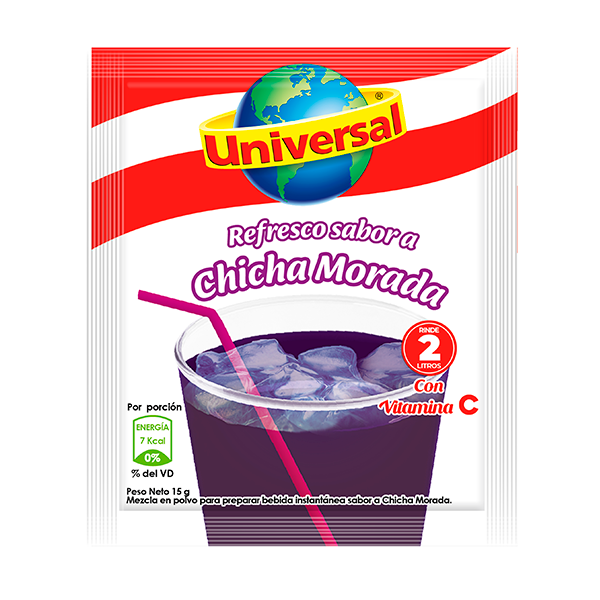 Universal®
Refresco sabor a
Chicha Morada
RINDE
2
LITROS
Con
Vitamina C
Por porción
ENERGÍA
7 Kcal
0%
% del VD
Peso Neto 15 g
Mezcla en polvo para preparar bebida instantánea sabor a Chicha Morada.